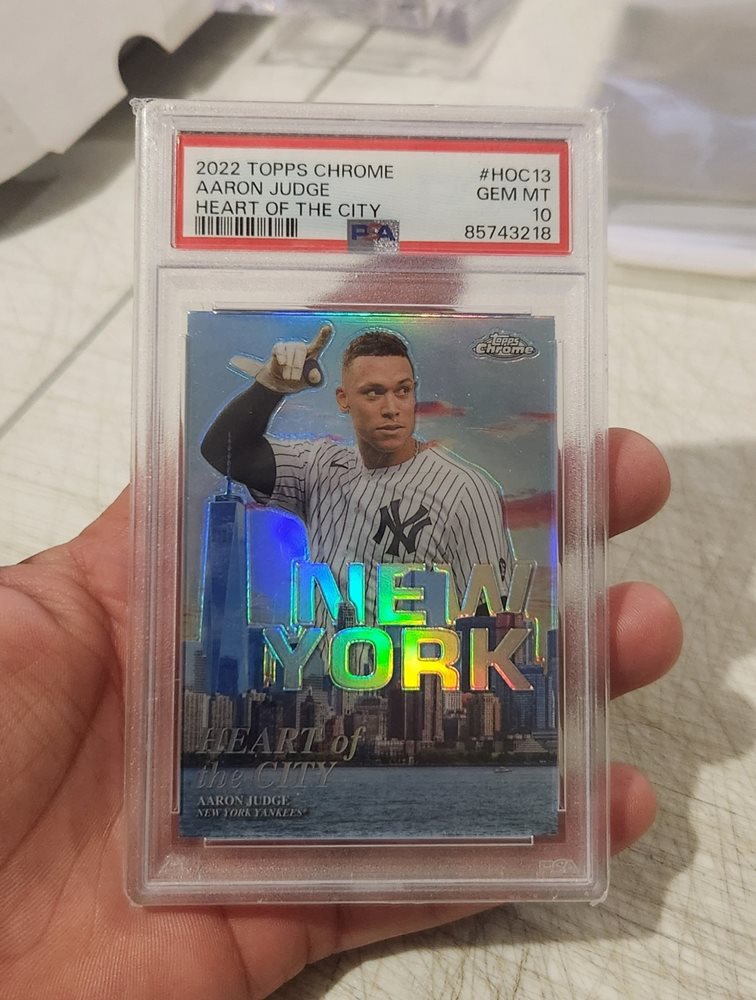 2022 TOPPS CHROME #HOC13
AARON JUDGE GEM MT
HEART OF THE CITY 10
PSA 85743218
Topps
Chrome
NY
NEW
YORK
HEART of
the CITY
AARON JUDGE
NEW YORK YANKEES®
PSA